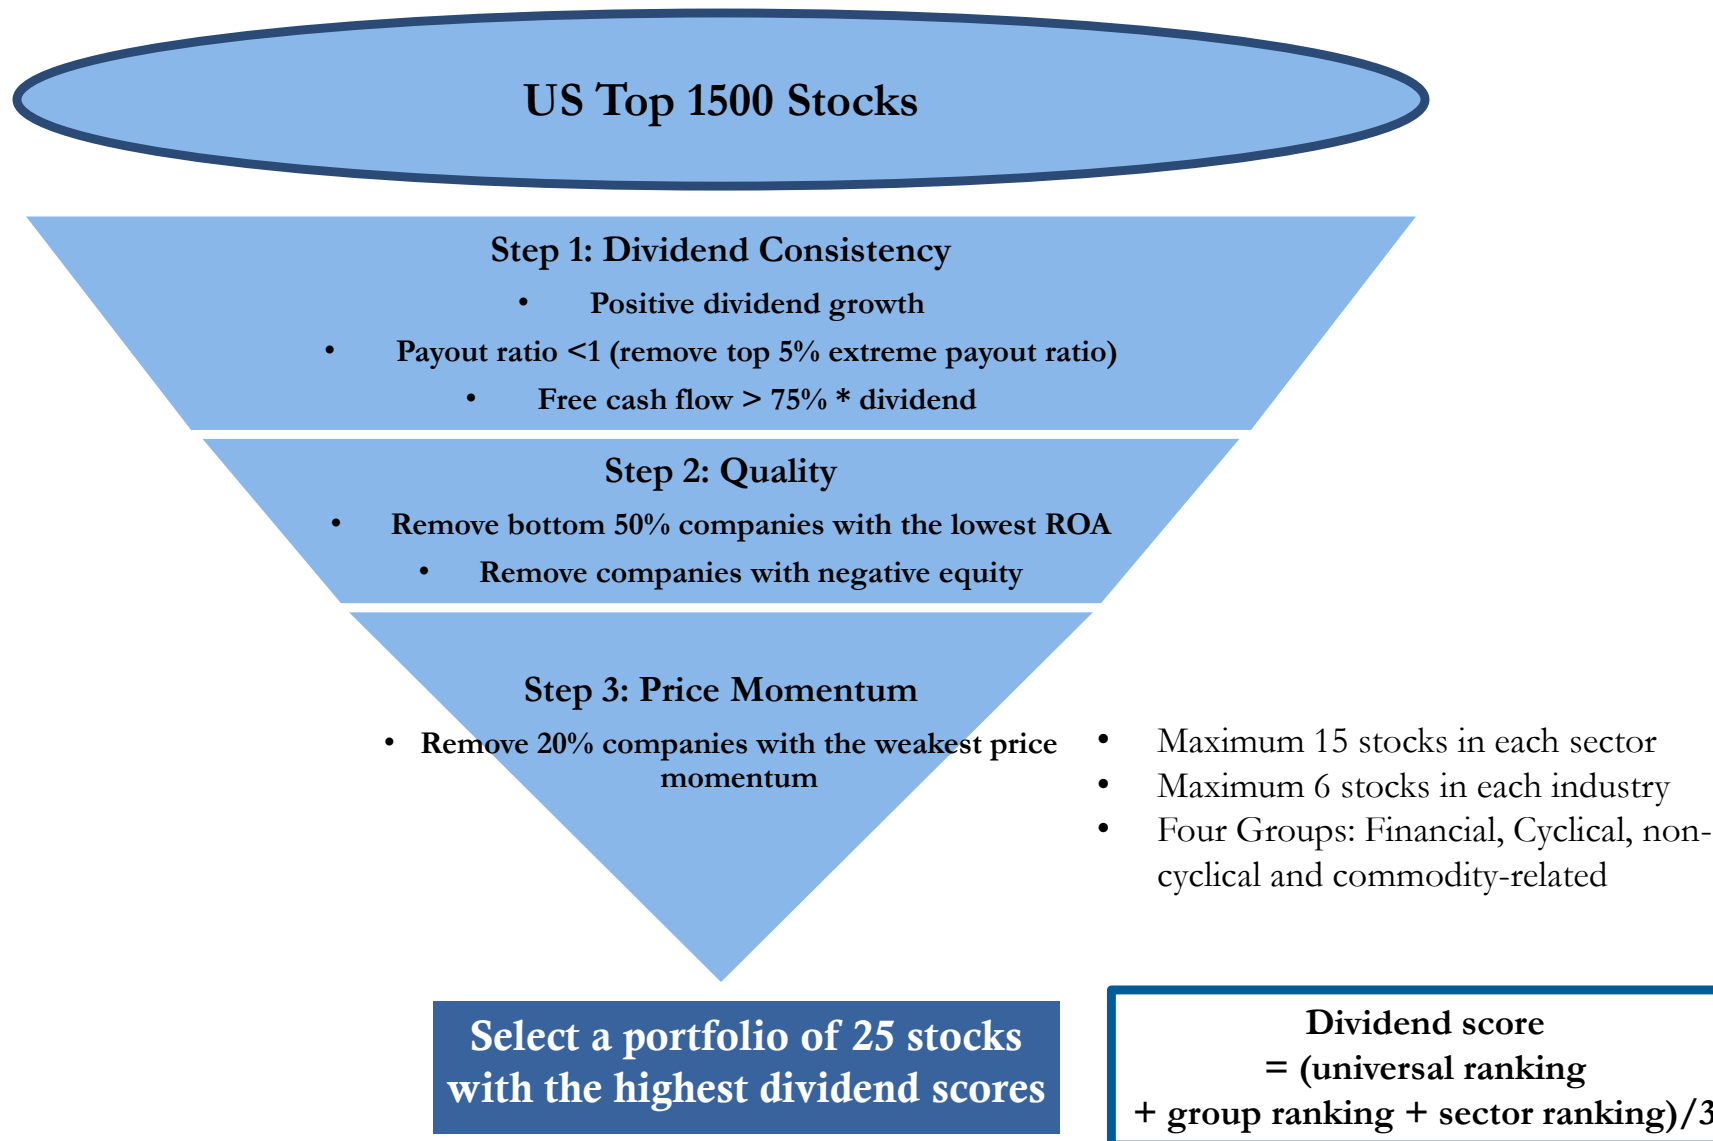 US Top 1500 Stocks
Step 1: Dividend Consistency
• Positive dividend growth
• Payout ratio <1 (remove top 5% extreme payout ratio)
• Free cash flow > 75% * dividend
Step 2: Quality
• Remove bottom 50% companies with the lowest ROA
• Remove companies with negative equity
Step 3: Price Momentum
• Remove 20% companies with the weakest price
momentum
• Maximum 15 stocks in each sector
• Maximum 6 stocks in each industry
• Four Groups: Financial, Cyclical, non-
cyclical and commodity-related
Select a portfolio of 25 stocks
with the highest dividend scores
Dividend score
= (universal ranking
+ group ranking + sector ranking)/3